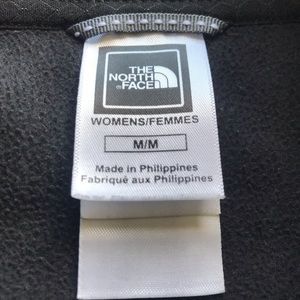 THE
NORTH
FACE
WOMENS/FEMMES
M/M
Made in Philippines
Fabriqué aux Philippines